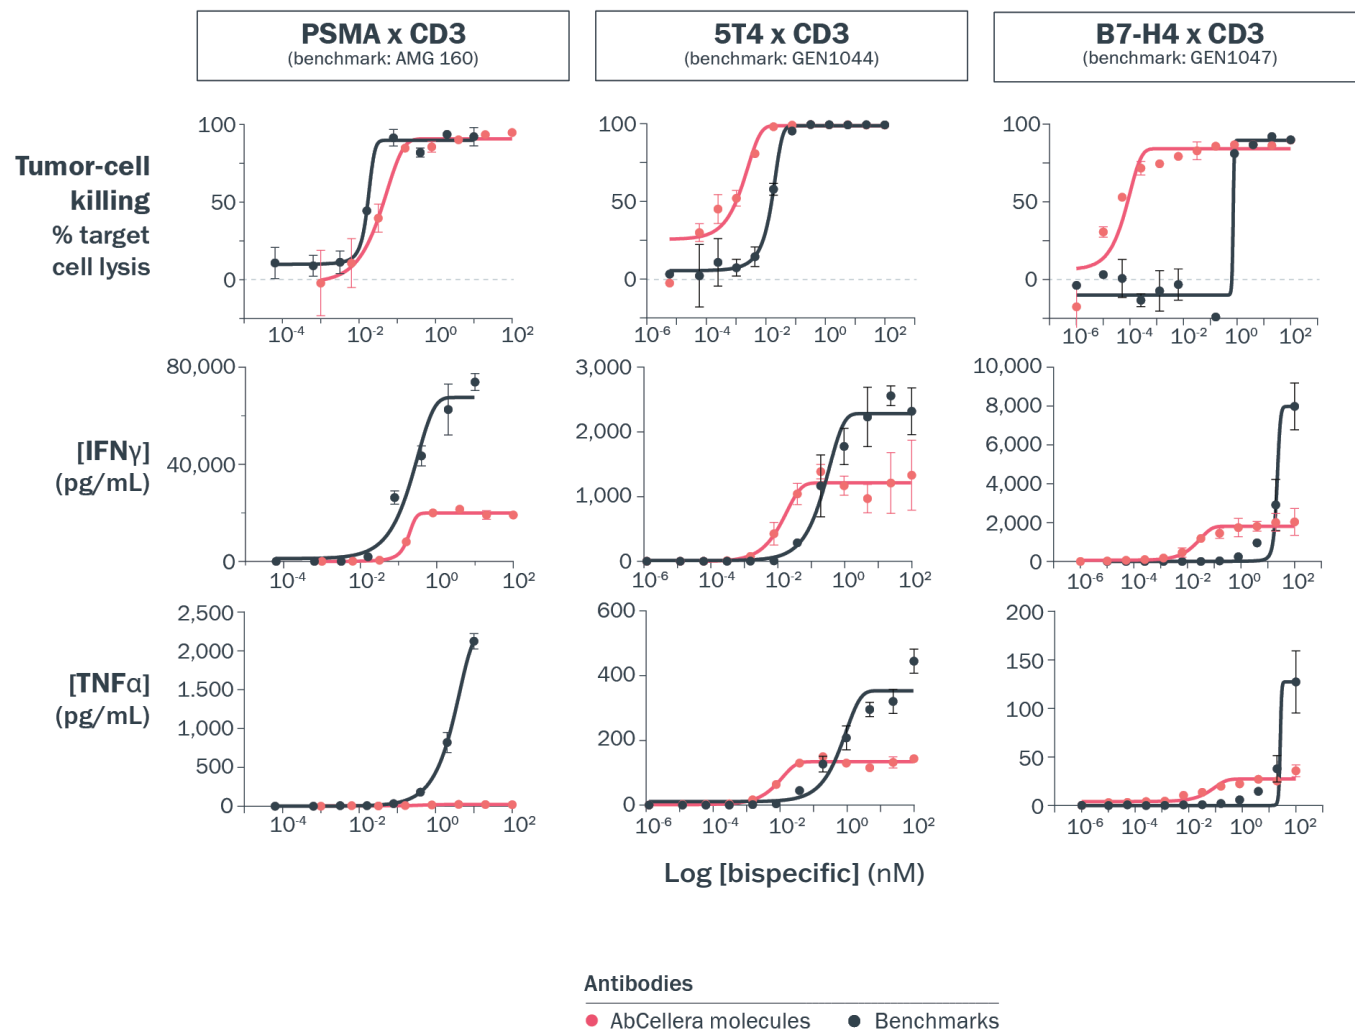 PSMA x CD3
(benchmark: AMG 160)
5T4 x CD3
(benchmark: GEN1044)
B7-H4 x CD3
(benchmark: GEN1047)
Tumor-cell
killing
% target
cell lysis
100
50
0
10⁻⁴ 10⁻² 10⁰ 10²
100
50
0
10⁻⁶ 10⁻⁴ 10⁻² 10⁰ 10²
100
50
0
10⁻⁶ 10⁻⁴ 10⁻² 10⁰ 10²
[IFNγ]
(pg/mL)
80,000
40,000
0
10⁻⁴ 10⁻² 10⁰ 10²
3,000
2,000
1,000
0
10⁻⁶ 10⁻⁴ 10⁻² 10⁰ 10²
10,000
8,000
6,000
4,000
2,000
0
10⁻⁶ 10⁻⁴ 10⁻² 10⁰ 10²
[TNFα]
(pg/mL)
2,500
2,000
1,500
1,000
500
0
10⁻⁴ 10⁻² 10⁰ 10²
600
400
200
0
10⁻⁶ 10⁻⁴ 10⁻² 10⁰ 10²
200
150
100
50
0
10⁻⁶ 10⁻⁴ 10⁻² 10⁰ 10²
Log [bispecific] (nM)
Antibodies
AbCellera molecules
Benchmarks